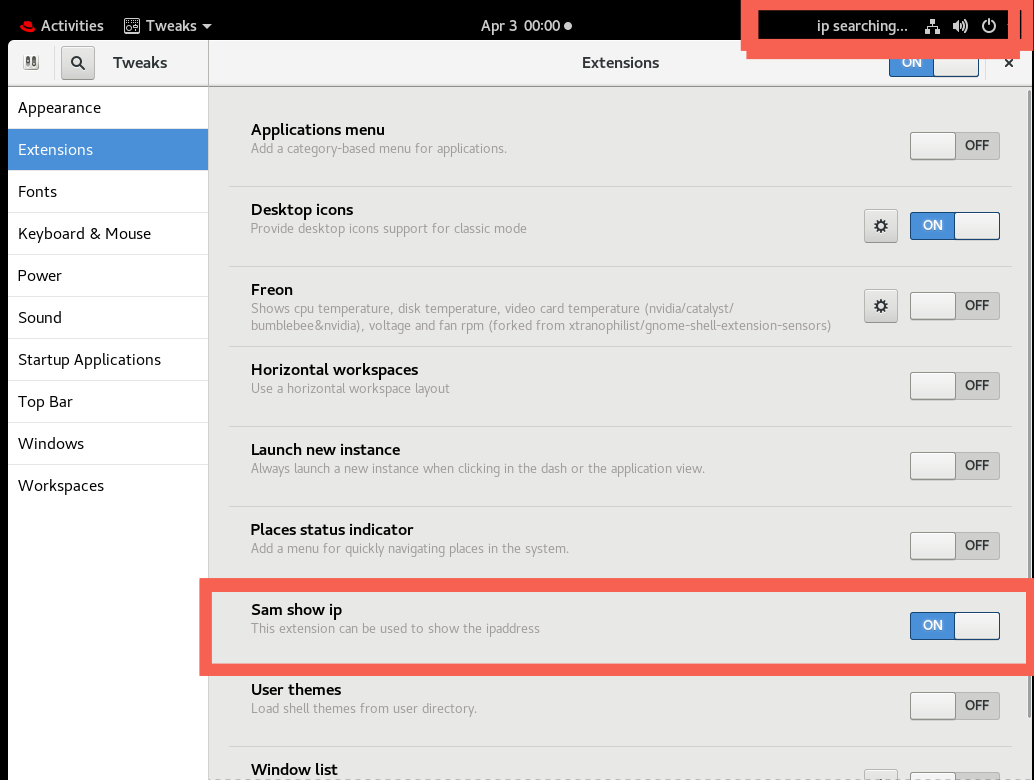 Activities
Tweaks
Apr 3 00:00
ip searching...
Tweaks
Extensions
ON
Appearance
Extensions
Fonts
Keyboard & Mouse
Power
Sound
Startup Applications
Top Bar
Windows
Workspaces
Applications menu
Add a category-based menu for applications.
OFF
Desktop icons
Provide desktop icons support for classic mode
ON
Freon
Shows cpu temperature, disk temperature, video card temperature (nvidia/catalyst/
bumblebee&nvidia), voltage and fan rpm (forked from xtranophilist/gnome-shell-extension-sensors)
OFF
Horizontal workspaces
Use a horizontal workspace layout
OFF
Launch new instance
Always launch a new instance when clicking in the dash or the application view.
OFF
Places status indicator
Add a menu for quickly navigating places in the system.
OFF
Sam show ip
This extension can be used to show the ipaddress
ON
User themes
Load shell themes from user directory.
OFF
Window list